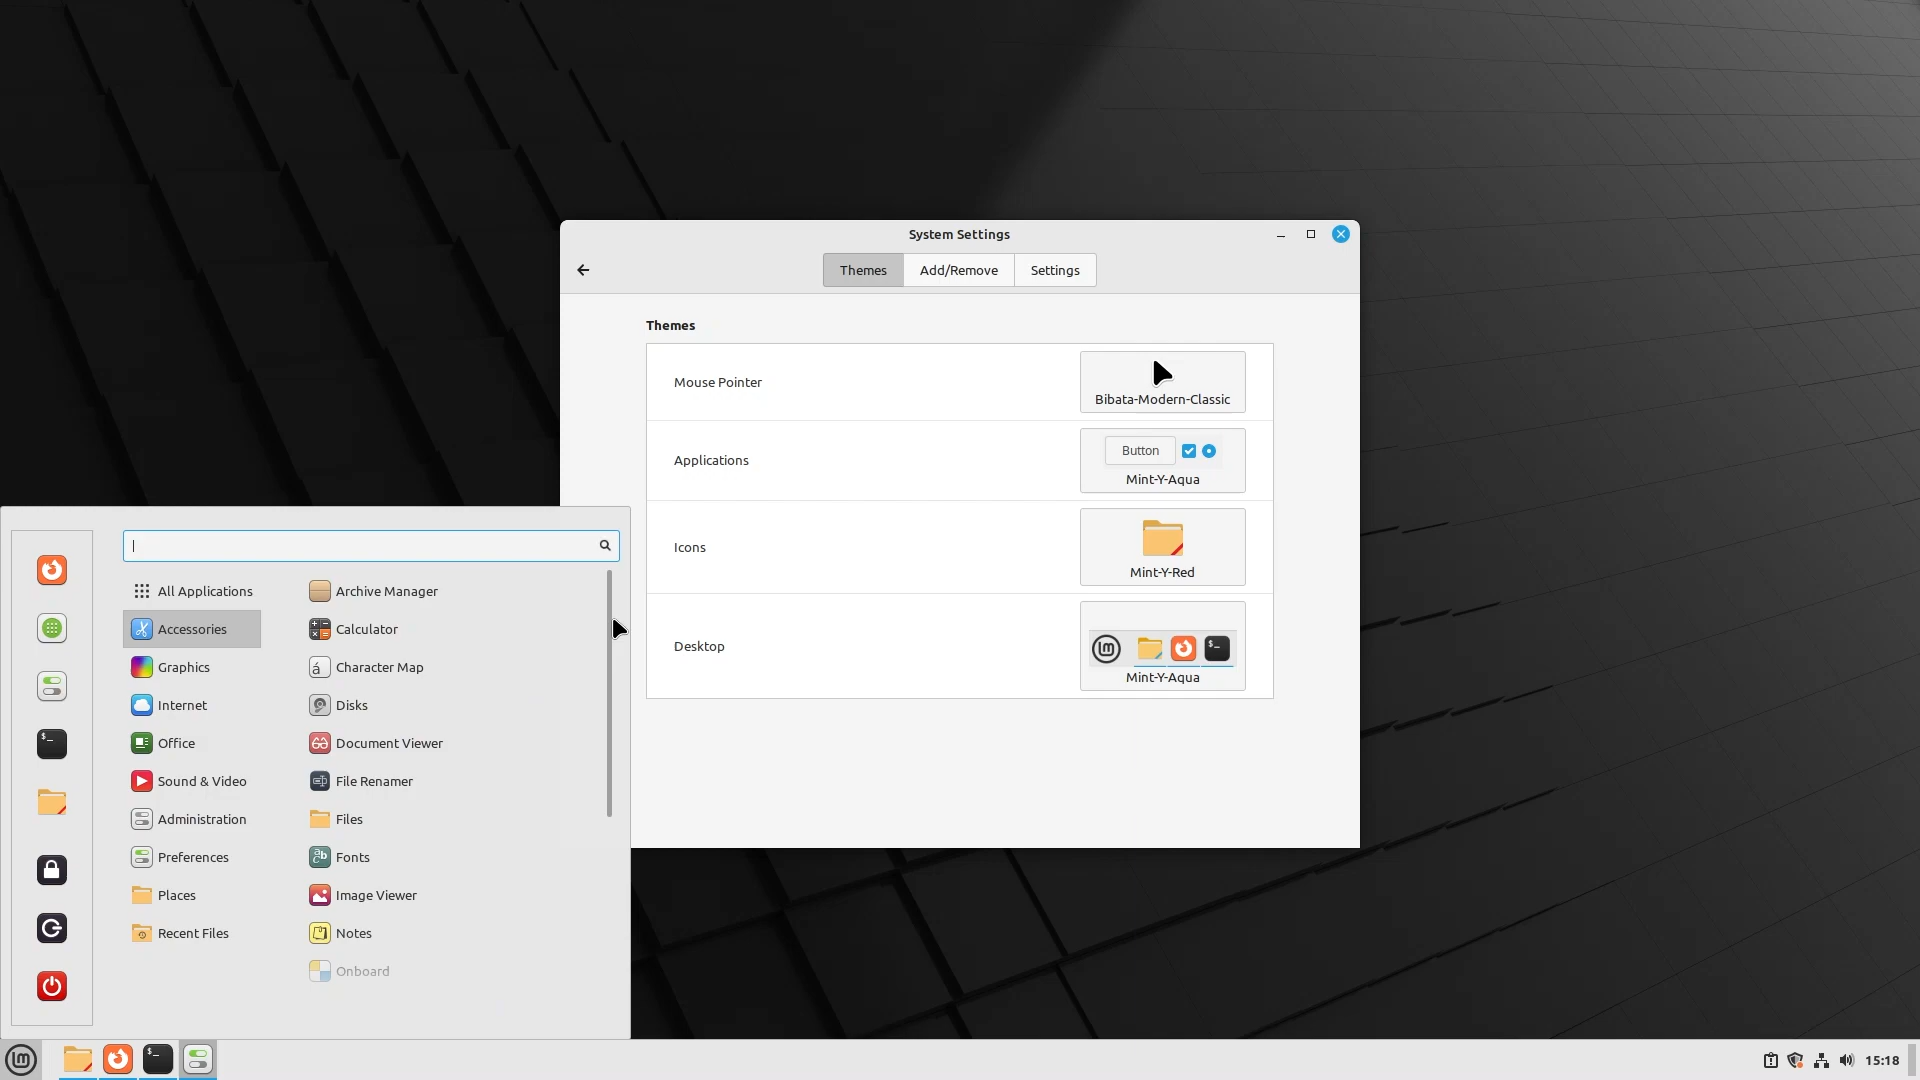 System Settings
Themes
Add/Remove
Settings
Themes
Mouse Pointer
Bibata-Modern-Classic
Applications
Button
Mint-Y-Aqua
Icons
Mint-Y-Red
Desktop
lm
$_
Mint-Y-Aqua
All Applications
Accessories
Graphics
Internet
Office
Sound & Video
Administration
Preferences
Places
Recent Files
Archive Manager
Calculator
á
Character Map
Disks
Document Viewer
File Renamer
Files
Fonts
Image Viewer
Notes
Onboard
$_
lm
$_
15:18